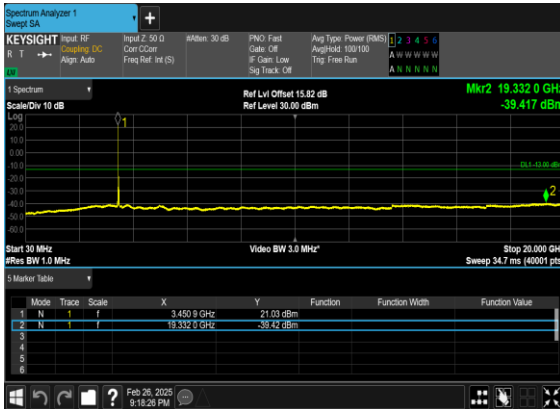 Spectrum Analyzer 1
Swept SA
+
KEYSIGHT Input: RF Input Z: 50 Ω #Atten: 30 dB PNO: Fast Avg Type: Power (RMS) 1 2 3 4 5 6
R T Coupling: DC Corr CCorr Gate: Off Avg|Hold: 100/100 A W W W W W
Align: Auto Freq Ref: Int (S) IF Gain: Low Trig: Free Run
Sig Track: Off A N N N N N
1 Spectrum
Scale/Div 10 dB
Ref Lvl Offset 15.82 dB
Ref Level 30.00 dBm
Mkr2 19.332 0 GHz
-39.417 dBm
Log
20.0
10.0
0.00
-10.0
-20.0
-30.0
-40.0
-50.0
-60.0
1
DL1 -13.00 dBm
2
Start 30 MHz Video BW 3.0 MHz* Stop 20.000 GHz
#Res BW 1.0 MHz Sweep 34.7 ms (40001 pts)
5 Marker Table
Mode Trace Scale X Y Function Function Width Function Value
1 N 1 f 3.450 9 GHz 21.03 dBm
2 N 1 f 19.332 0 GHz -39.42 dBm
3
4
5
6
? Feb 26, 2025
9:18:26 PM